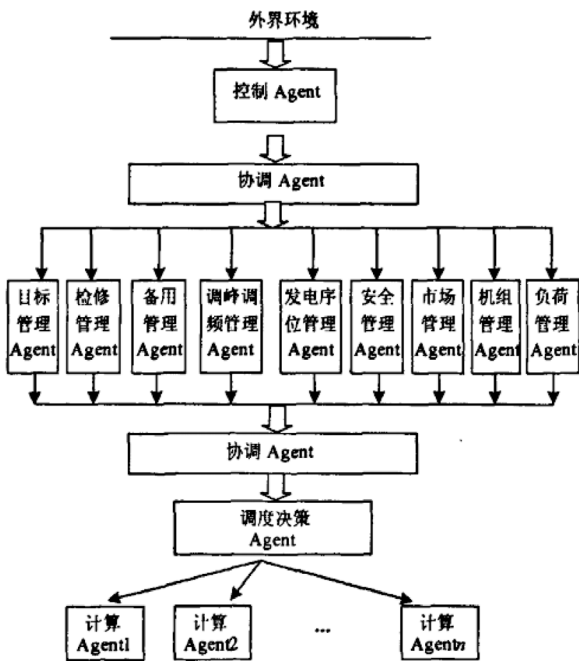 外界环境
控制 Agent
协调 Agent
目标
管理
Agent
检修
管理
Agent
备用
管理
Agent
调峰调
频管理
Agent
发电序
位管理
Agent
安全
管理
Agent
市场
管理
Agent
机组
管理
Agent
负荷
管理
Agent
协调 Agent
调度决策
Agent
计算
Agent1
计算
Agent2
...
计算
Agentn